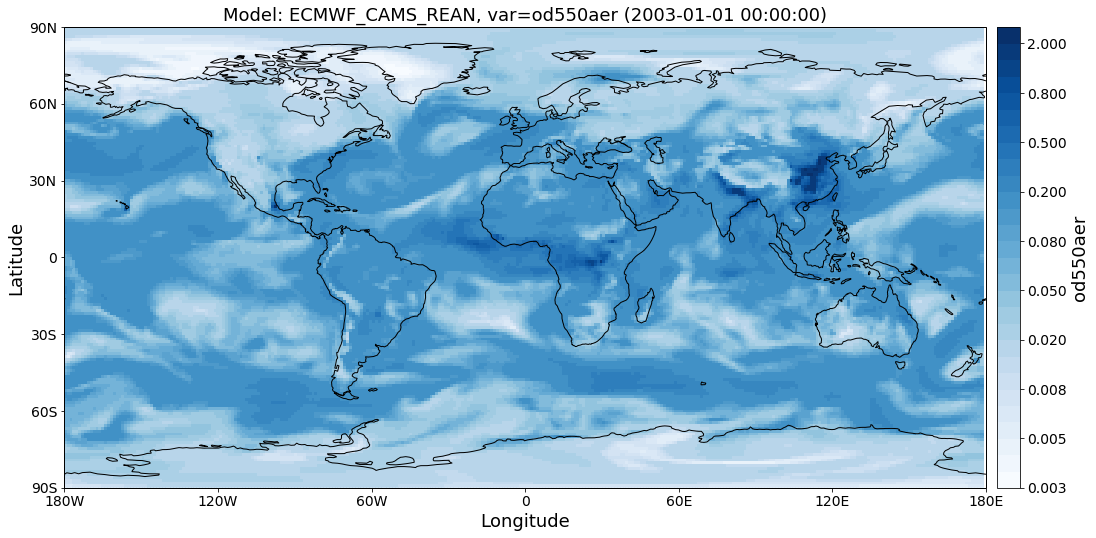 Model: ECMWF_CAMS_REAN, var=od550aer (2003-01-01 00:00:00)
90N
60N
30N
0
30S
60S
90S
Latitude
180W
120W
60W
0
60E
120E
180E
Longitude
2.000
0.800
0.500
0.200
0.080
0.050
0.020
0.008
0.005
0.003
od550aer